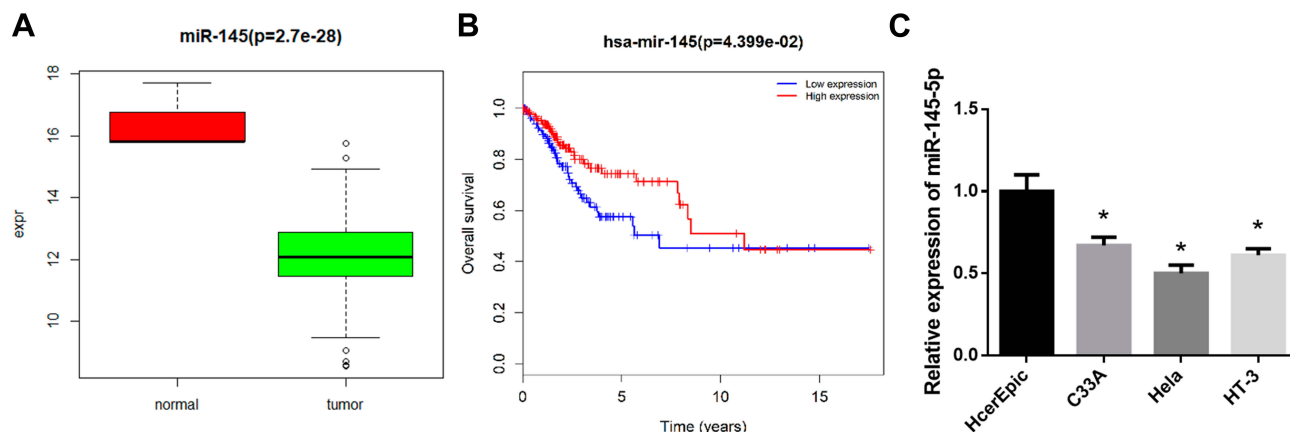 A
miR-145(p=2.7e-28)
expr
18
16
14
12
10
normal
tumor
B
hsa-mir-145(p=4.399e-02)
Low expression
High expression
Overall survival
1.0
0.8
0.6
0.4
0.2
0.0
0
5
10
15
Time (years)
C
Relative expression of miR-145-5p
1.5
1.0
0.5
0.0
*
*
*
HcerEpic
C33A
Hela
HT-3